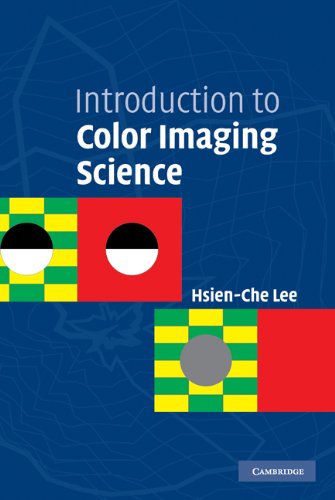 Introduction to
Color Imaging
Science
Hsien-Che Lee
CAMBRIDGE